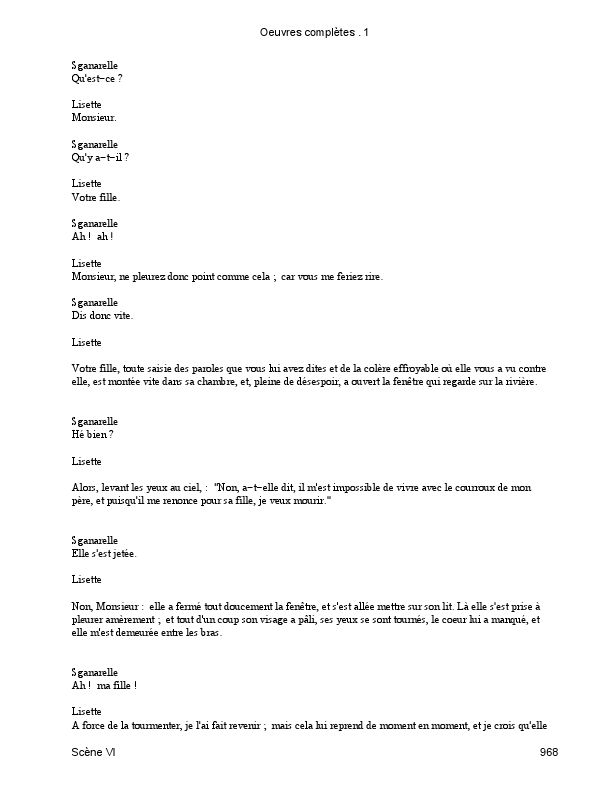 Oeuvres complètes . 1
Sganarelle
Qu'est−ce ?
Lisette
Monsieur.
Sganarelle
Qu'y a−t−il ?
Lisette
Votre fille.
Sganarelle
Ah ! ah !
Lisette
Monsieur, ne pleurez donc point comme cela ; car vous me feriez rire.
Sganarelle
Dis donc vite.
Lisette
Votre fille, toute saisie des paroles que vous lui avez dites et de la colère effroyable où elle vous a vu contre
elle, est montée vite dans sa chambre, et, pleine de désespoir, a ouvert la fenêtre qui regarde sur la rivière.
Sganarelle
Hé bien ?
Lisette
Alors, levant les yeux au ciel, : "Non, a−t−elle dit, il m'est impossible de vivre avec le courroux de mon
père, et puisqu'il me renonce pour sa fille, je veux mourir."
Sganarelle
Elle s'est jetée.
Lisette
Non, Monsieur : elle a fermé tout doucement la fenêtre, et s'est allée mettre sur son lit. Là elle s'est prise à
pleurer amèrement ; et tout d'un coup son visage a pâli, ses yeux se sont tournés, le coeur lui a manqué, et
elle m'est demeurée entre les bras.
Sganarelle
Ah ! ma fille !
Lisette
A force de la tourmenter, je l'ai fait revenir ; mais cela lui reprend de moment en moment, et je crois qu'elle
Scène VI 968